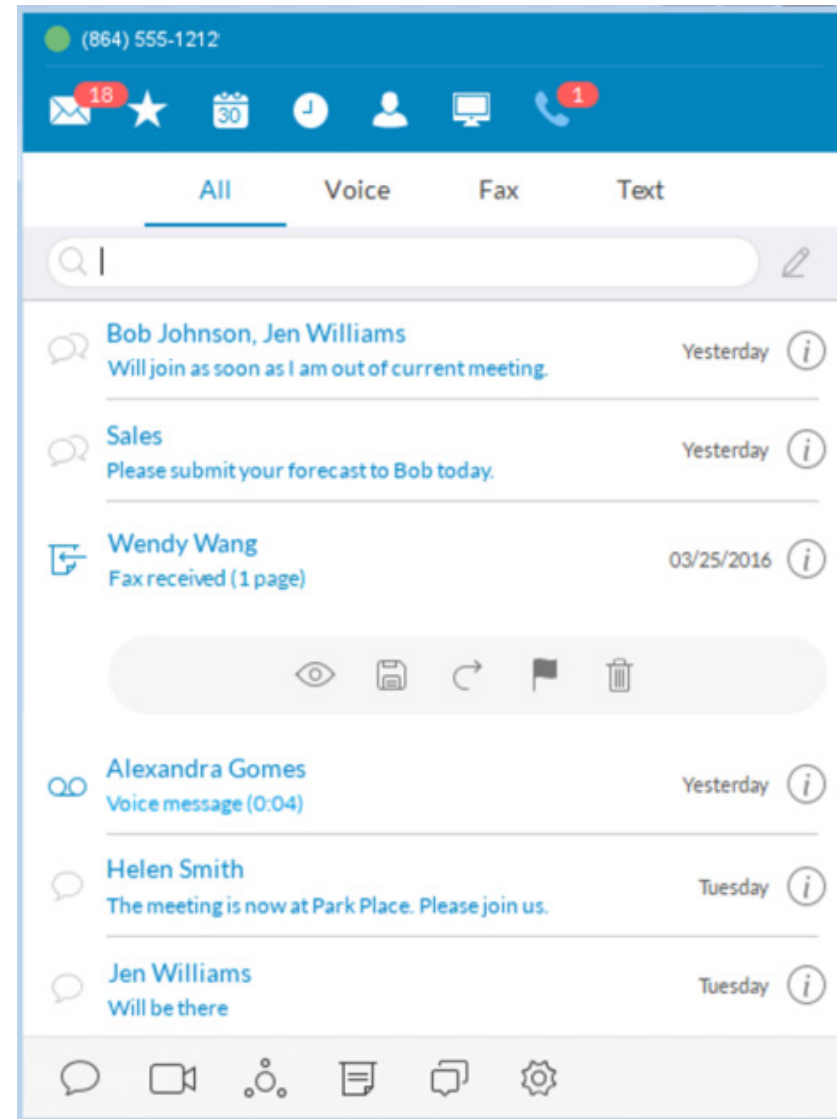 (864) 555-1212
18
30
1
All Voice Fax Text
Bob Johnson, Jen Williams
Will join as soon as I am out of current meeting.
Yesterday
Sales
Please submit your forecast to Bob today.
Yesterday
Wendy Wang
Fax received (1 page)
03/25/2016
Alexandra Gomes
Voice message (0:04)
Yesterday
Helen Smith
The meeting is now at Park Place. Please join us.
Tuesday
Jen Williams
Will be there
Tuesday